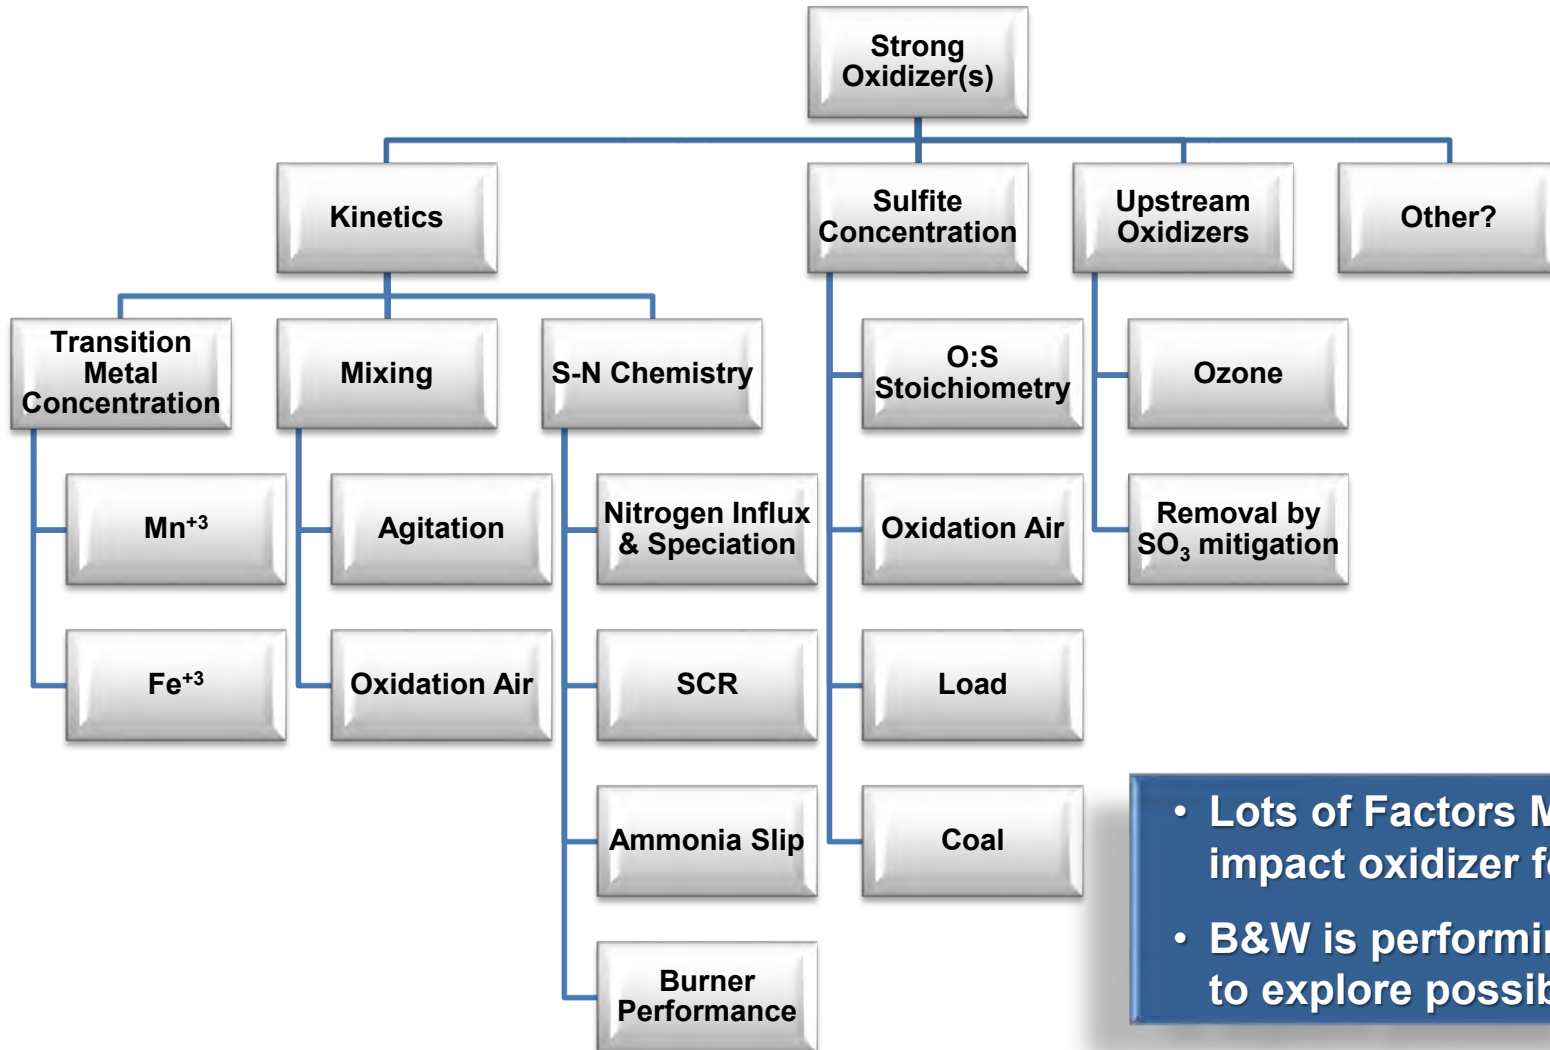 Strong
Oxidizer(s)
Kinetics
Sulfite
Concentration
Upstream
Oxidizers
Other?
Transition
Metal
Concentration
Mixing
S-N Chemistry
O:S
Stoichiometry
Ozone
Mn+3
Agitation
Nitrogen Influx
& Speciation
Oxidation Air
Removal by
SO3 mitigation
Fe+3
Oxidation Air
SCR
Load
Ammonia Slip
Coal
Burner
Performance
• Lots of Factors
impact oxidizer
• B&W is
to explore